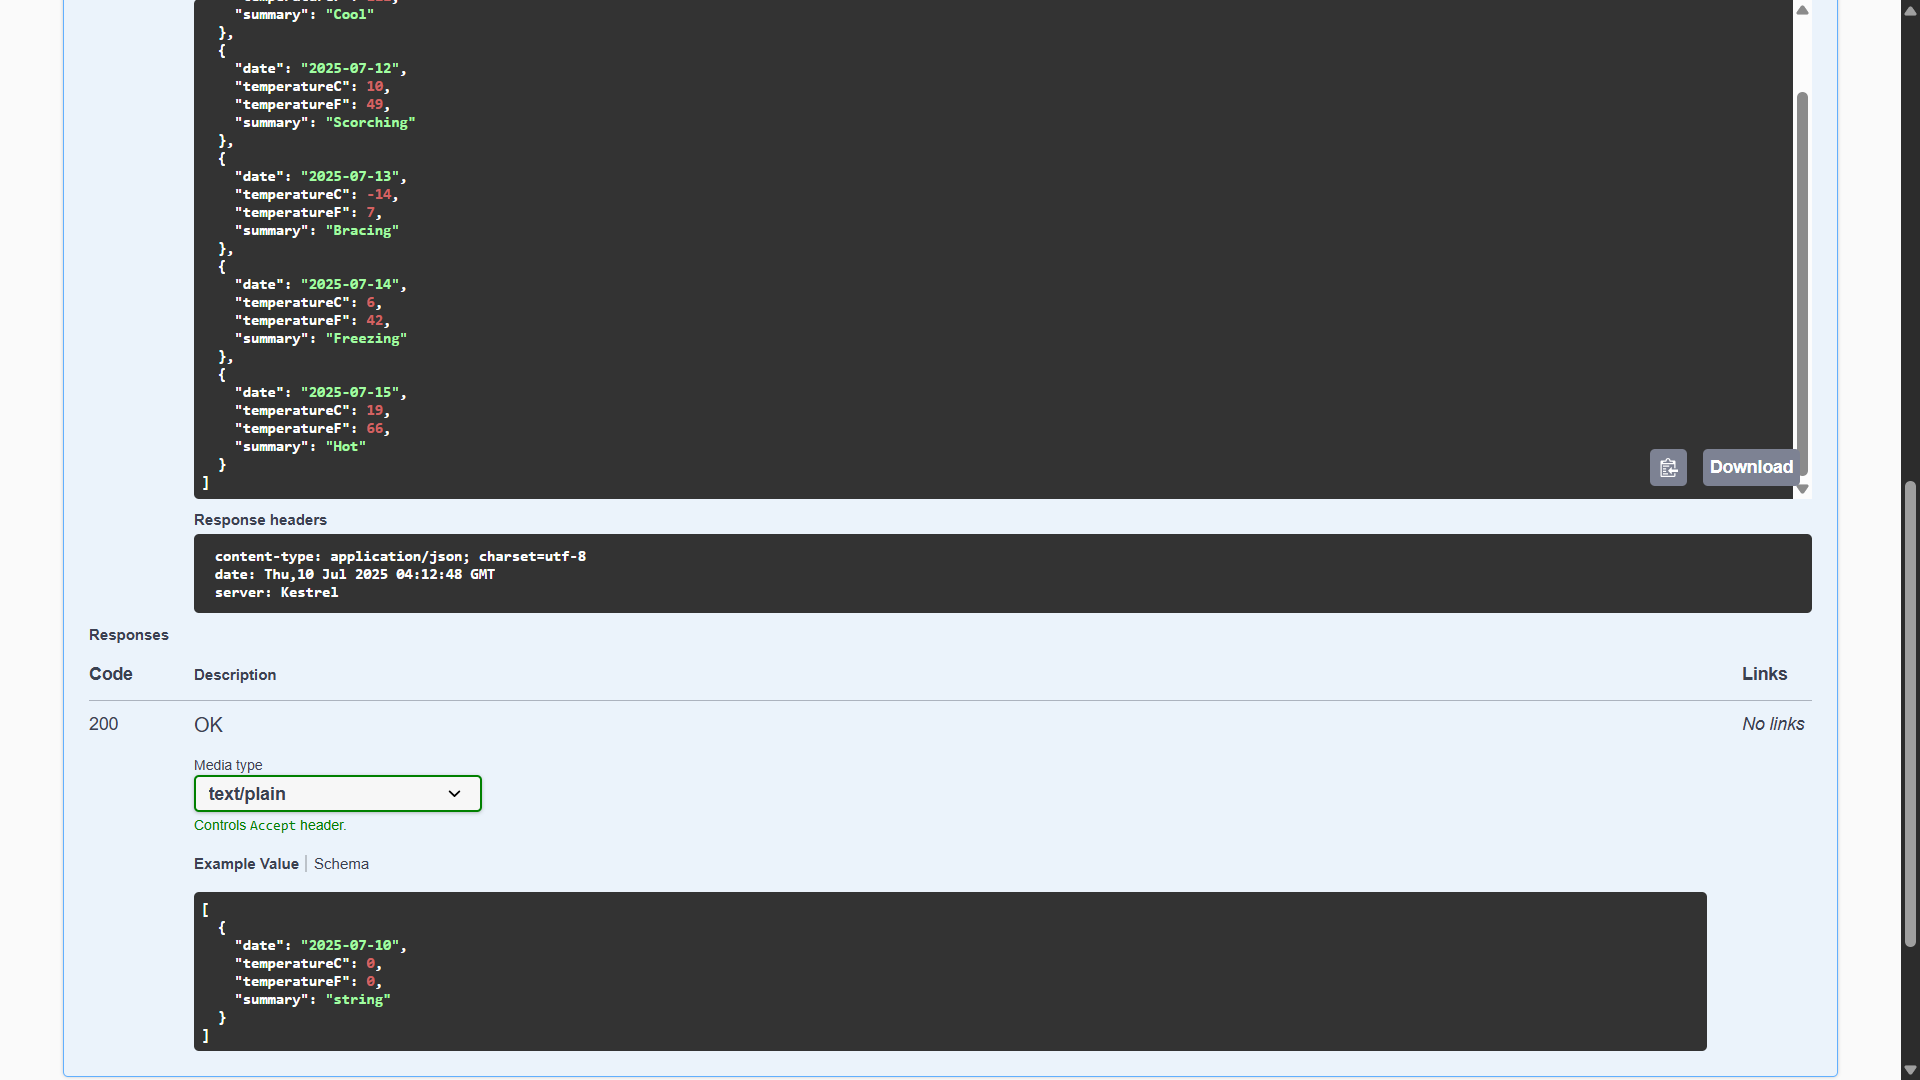 "summary": "Cool"
},
{
"date": "2025-07-12",
"temperatureC": 10,
"temperatureF": 49,
"summary": "Scorching"
},
{
"date": "2025-07-13",
"temperatureC": -14,
"temperatureF": 7,
"summary": "Bracing"
},
{
"date": "2025-07-14",
"temperatureC": 6,
"temperatureF": 42,
"summary": "Freezing"
},
{
"date": "2025-07-15",
"temperatureC": 19,
"temperatureF": 66,
"summary": "Hot"
}
]
Download
Response headers
content-type: application/json; charset=utf-8
date: Thu,10 Jul 2025 04:12:48 GMT
server: Kestrel
Responses
Code Description Links
200 OK No links
Media type
text/plain
Controls Accept header.
Example Value | Schema
[
{
"date": "2025-07-10",
"temperatureC": 0,
"temperatureF": 0,
"summary": "string"
}
]